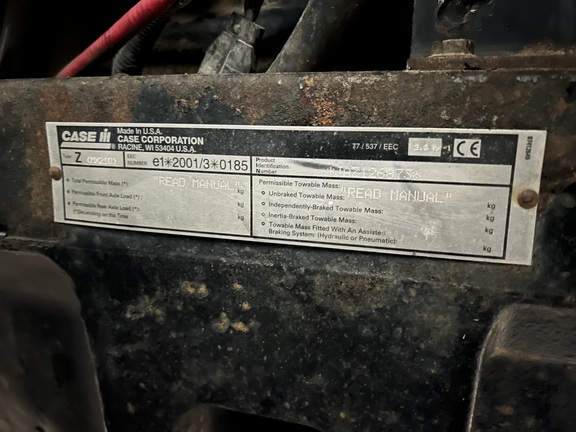 CASE IH
Made in U.S.A.
CASE CORPORATION
RACINE, WI 53404 U.S.A.
77 / 537 / EEC
CE
Type Z (MX210)
EEC NUMBER e1*2001/3*0185
Product Identification Number
Total Permissible Mass (*): "READ MANUAL" kg
Permissible Front Axle Load (*): kg
Permissible Rear Axle Load (*): kg
(*)Depending on the Tires
Permissible Towable Mass:
Unbraked Towable Mass: "READ MANUAL" kg
Independently-Braked Towable Mass: kg
Inertia-Braked Towable Mass: kg
Towable Mass Fitted With An Assisted
Braking System: (Hydraulic or Pneumatic): kg